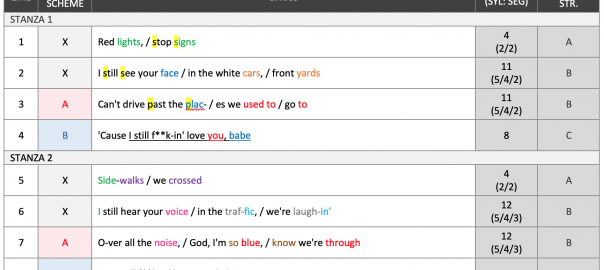 SCHEME (SYL: SEG) STR.
STANZA 1
1 X Red lights, / stop signs 4 (2/2) A
2 X I still see your face / in the white cars, / front yards 11 (5/4/2) B
3 A Can't drive past the plac- / es we used to / go to 11 (5/4/2) B
4 B 'Cause I still f**k-in' love you, babe 8 C
STANZA 2
5 X Side-walks / we crossed 4 (2/2) A
6 X I still hear your voice / in the traf-fic, / we're laugh-in' 12 (5/4/3) B
7 A O-ver all the noise, / God, I'm so blue, / know we're through 12 (5/4/3) B